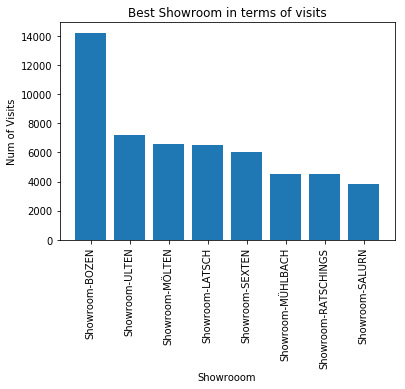 Best Showroom in terms of visits
Num of Visits
14000
12000
10000
8000
6000
4000
2000
0
Showroom-BOZEN
Showroom-ULTEN
Showroom-MÖLTEN
Showroom-LATSCH
Showroom-SEXTEN
Showroom-MÜHLBACH
Showroom-RATSCHINGS
Showroom-SALURN
Showrooom